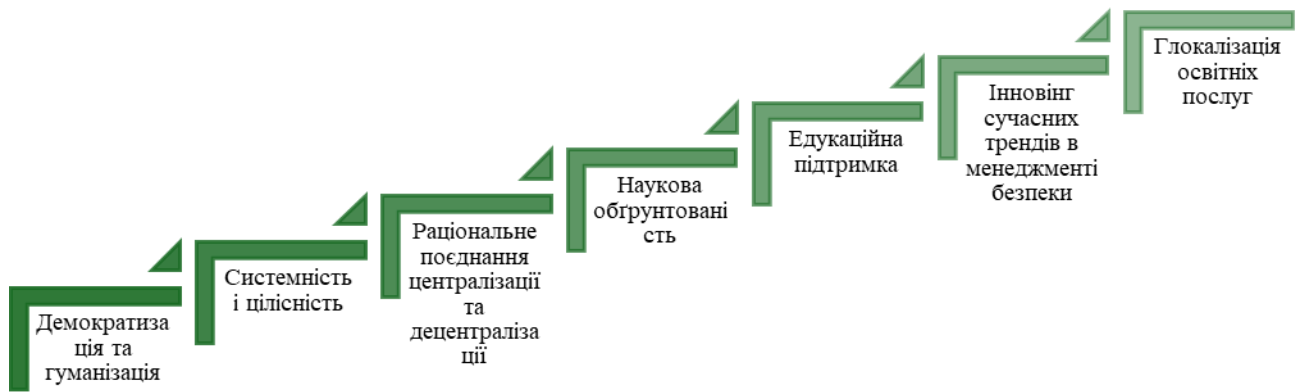 Демократиза
ція та
гуманізація
Системність
і цілісність
Раціональне
поєднання
централізації
та
децентраліза
ції
Наукова
обґрунтовані
сть
Едукаційна
підтримка
Інновінг
сучасних
трендів в
менеджменті
безпеки
Глокалізація
освітніх
послуг